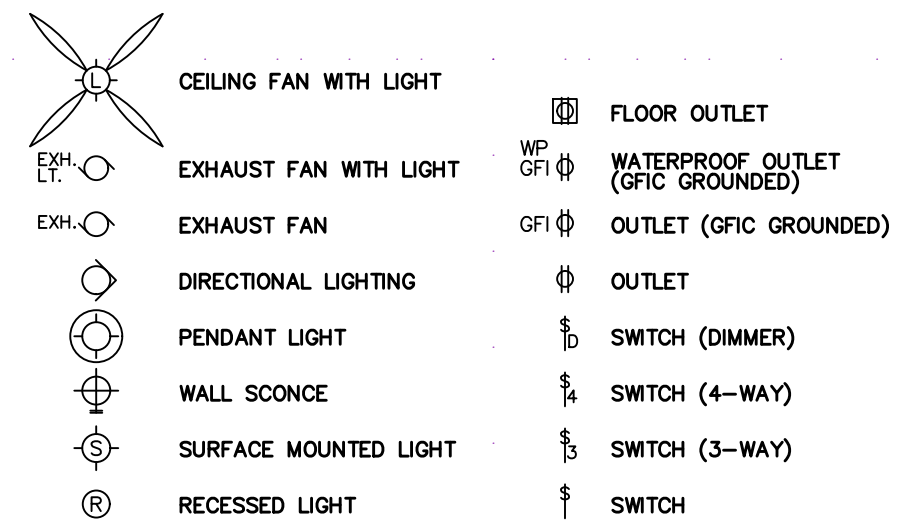 L CEILING FAN WITH LIGHT
EXH.
LT. EXHAUST FAN WITH LIGHT
EXH. EXHAUST FAN
DIRECTIONAL LIGHTING
PENDANT LIGHT
WALL SCONCE
S SURFACE MOUNTED LIGHT
R RECESSED LIGHT
FLOOR OUTLET
WP
GFI WATERPROOF OUTLET
(GFIC GROUNDED)
GFI OUTLET (GFIC GROUNDED)
OUTLET
$ D SWITCH (DIMMER)
$ 4 SWITCH (4-WAY)
$ 3 SWITCH (3-WAY)
$ SWITCH